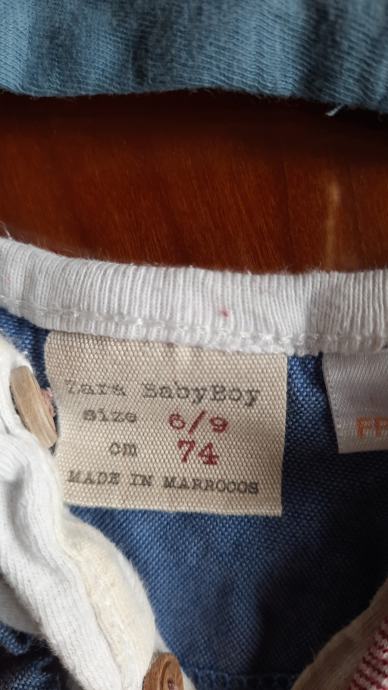 Zara BabyBoy
size 6/9
cm 74
MADE IN MARROCOS